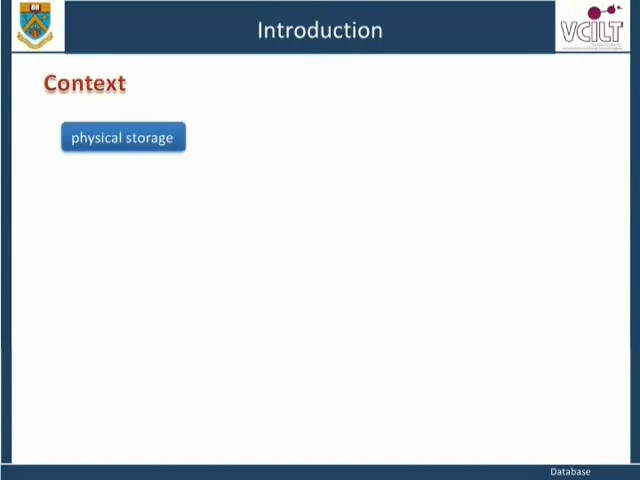 Introduction
VCILT
Context
physical storage
Database